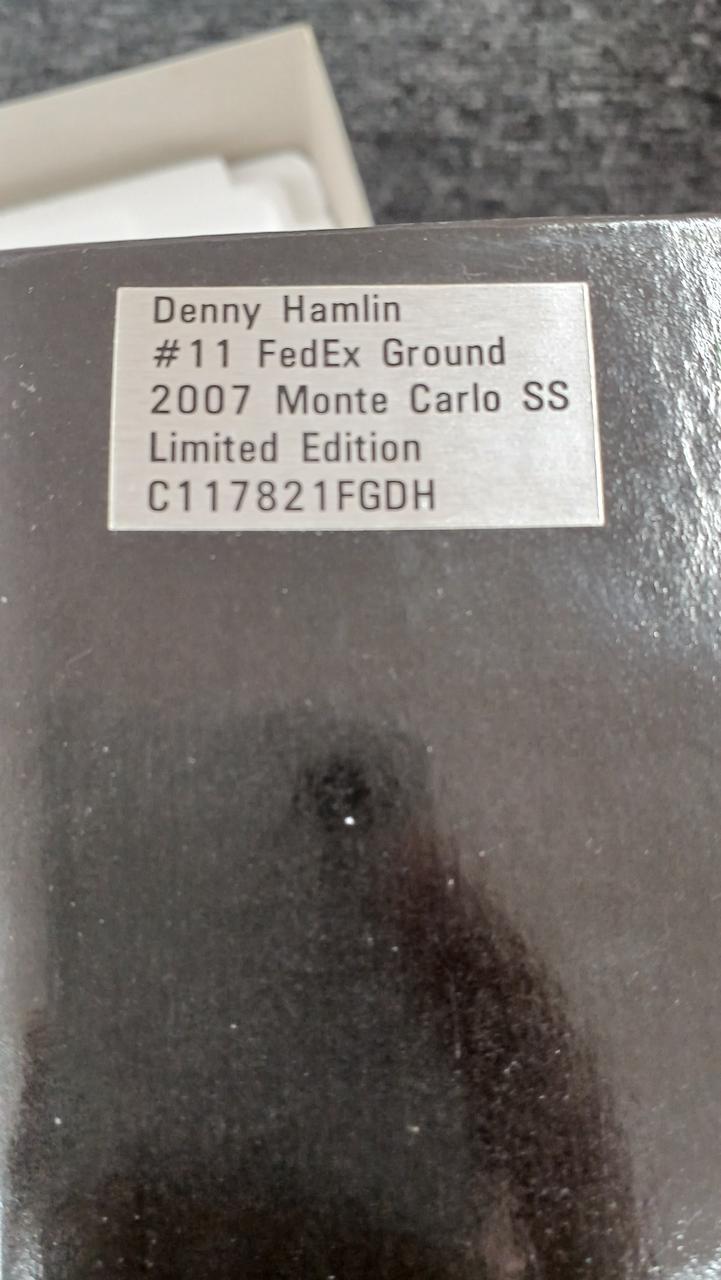 Denny Hamlin
#11 FedEx Ground
2007 Monte Carlo SS
Limited Edition
C117821FGDH